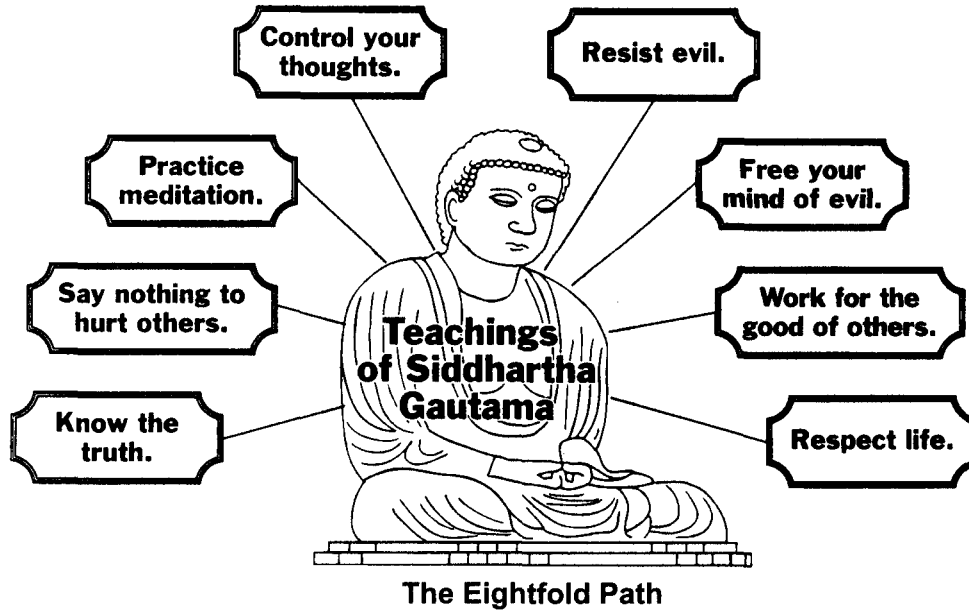 Control your
thoughts.
Resist evil.
Practice
meditation.
Free your
mind of evil.
Say nothing to
hurt others.
Work for the
good of others.
Teachings
of Siddhartha
Gautama
Know the
truth.
Respect life.
The Eightfold Path